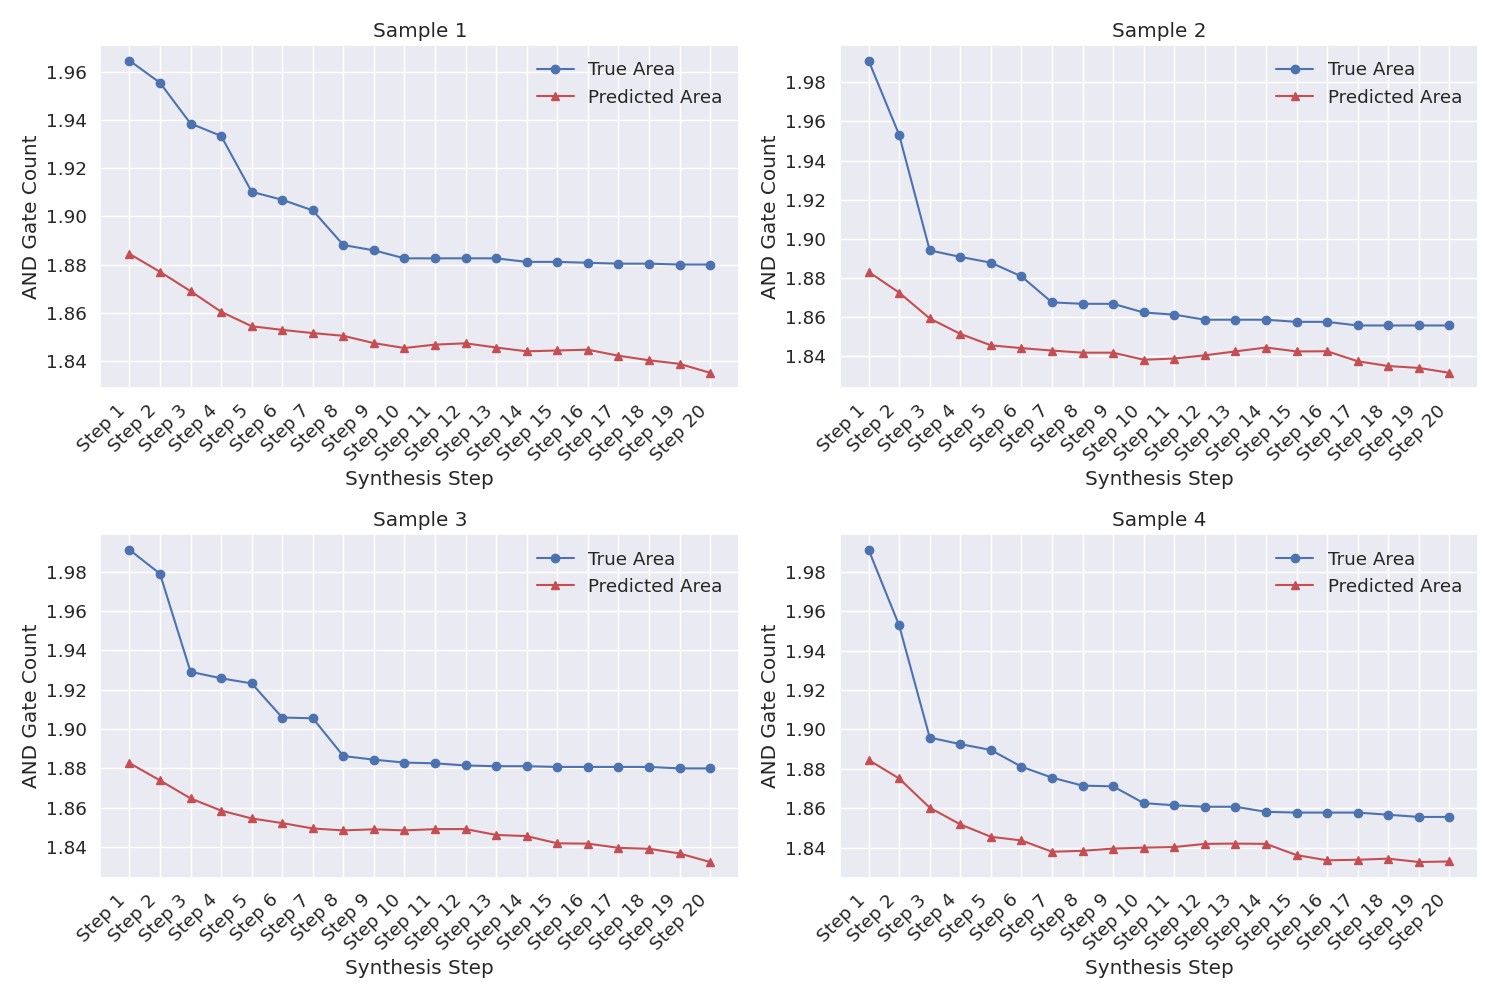 Sample 1
AND Gate Count
1.96
1.94
1.92
1.90
1.88
1.86
1.84
True Area
Predicted Area
Step 1
Step 2
Step 3
Step 4
Step 5
Step 6
Step 7
Step 8
Step 9
Step 10
Step 11
Step 12
Step 13
Step 14
Step 15
Step 16
Step 17
Step 18
Step 19
Step 20
Synthesis Step
Sample 2
AND Gate Count
1.98
1.96
1.94
1.92
1.90
1.88
1.86
1.84
True Area
Predicted Area
Step 1
Step 2
Step 3
Step 4
Step 5
Step 6
Step 7
Step 8
Step 9
Step 10
Step 11
Step 12
Step 13
Step 14
Step 15
Step 16
Step 17
Step 18
Step 19
Step 20
Synthesis Step
Sample 3
AND Gate Count
1.98
1.96
1.94
1.92
1.90
1.88
1.86
1.84
True Area
Predicted Area
Step 1
Step 2
Step 3
Step 4
Step 5
Step 6
Step 7
Step 8
Step 9
Step 10
Step 11
Step 12
Step 13
Step 14
Step 15
Step 16
Step 17
Step 18
Step 19
Step 20
Synthesis Step
Sample 4
AND Gate Count
1.98
1.96
1.94
1.92
1.90
1.88
1.86
1.84
True Area
Predicted Area
Step 1
Step 2
Step 3
Step 4
Step 5
Step 6
Step 7
Step 8
Step 9
Step 10
Step 11
Step 12
Step 13
Step 14
Step 15
Step 16
Step 17
Step 18
Step 19
Step 20
Synthesis Step